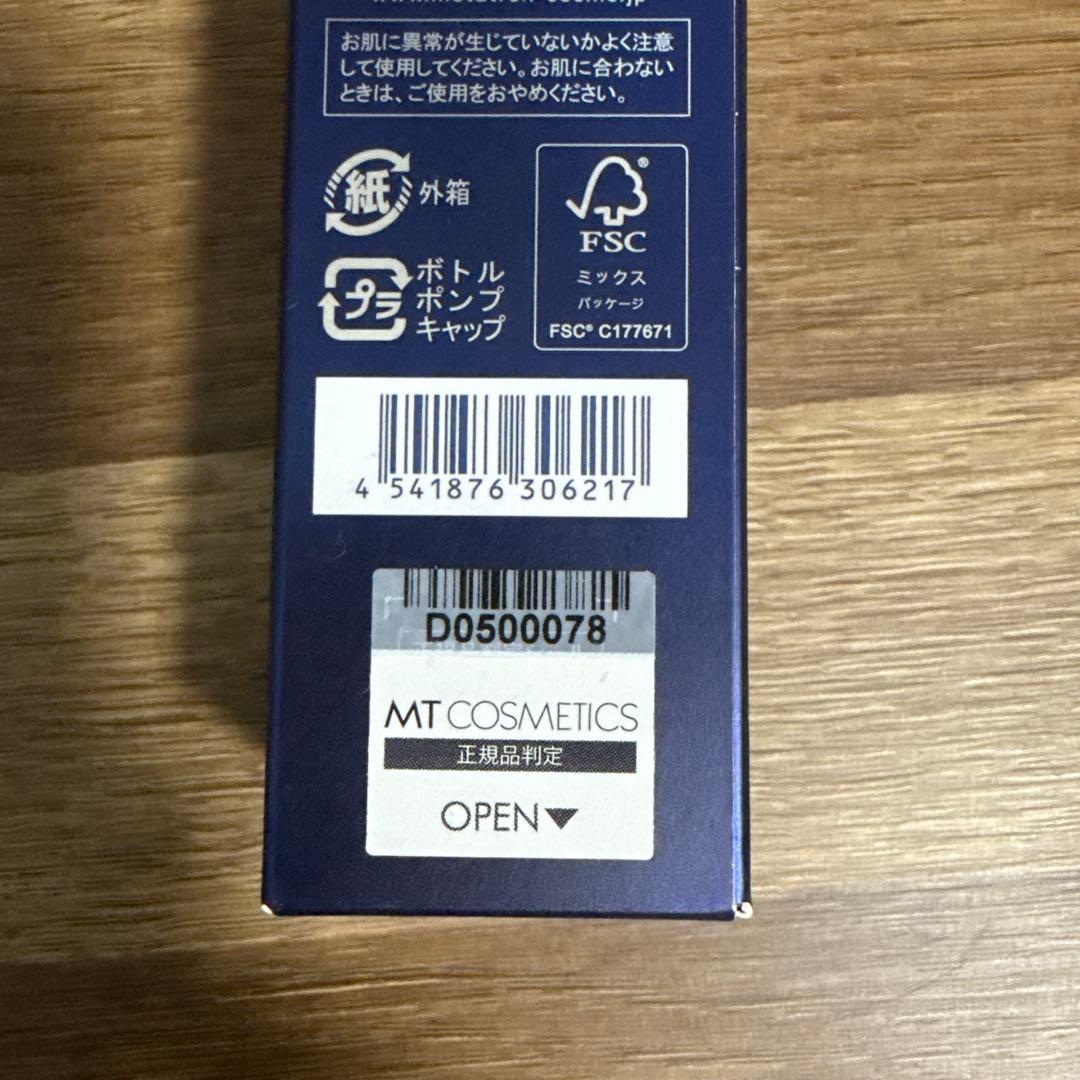 お肌に異常が生じていないかよく注意
して使用してください。お肌に合わない
ときは、ご使用をおやめください。
紙 外箱
プラ ボトル
ポンプ
キャップ
FSC®
ミックス
パッケージ
FSC® C177671
4 541876 306217
D0500078
MT COSMETICS
正規品判定
OPEN▼